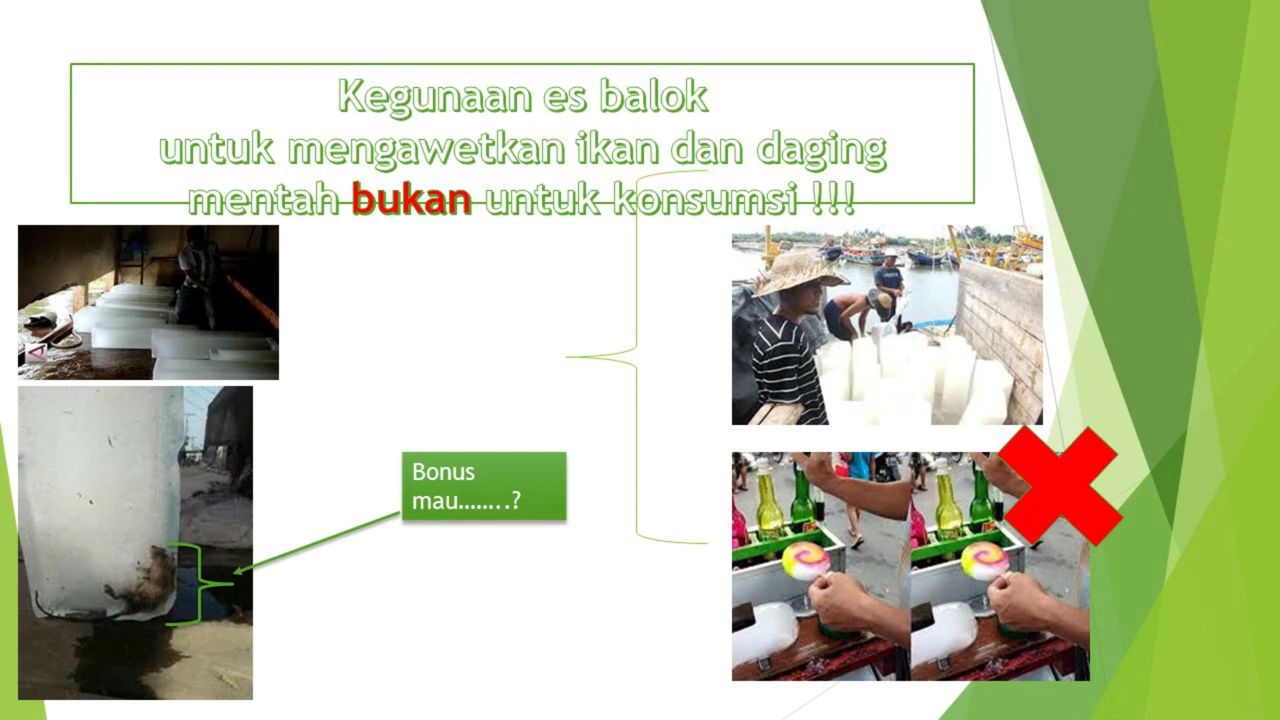 Kegunaan es balok
untuk mengawetkan ikan dan daging
mentah bukan untuk konsumsi !!!
Bonus
mau........?